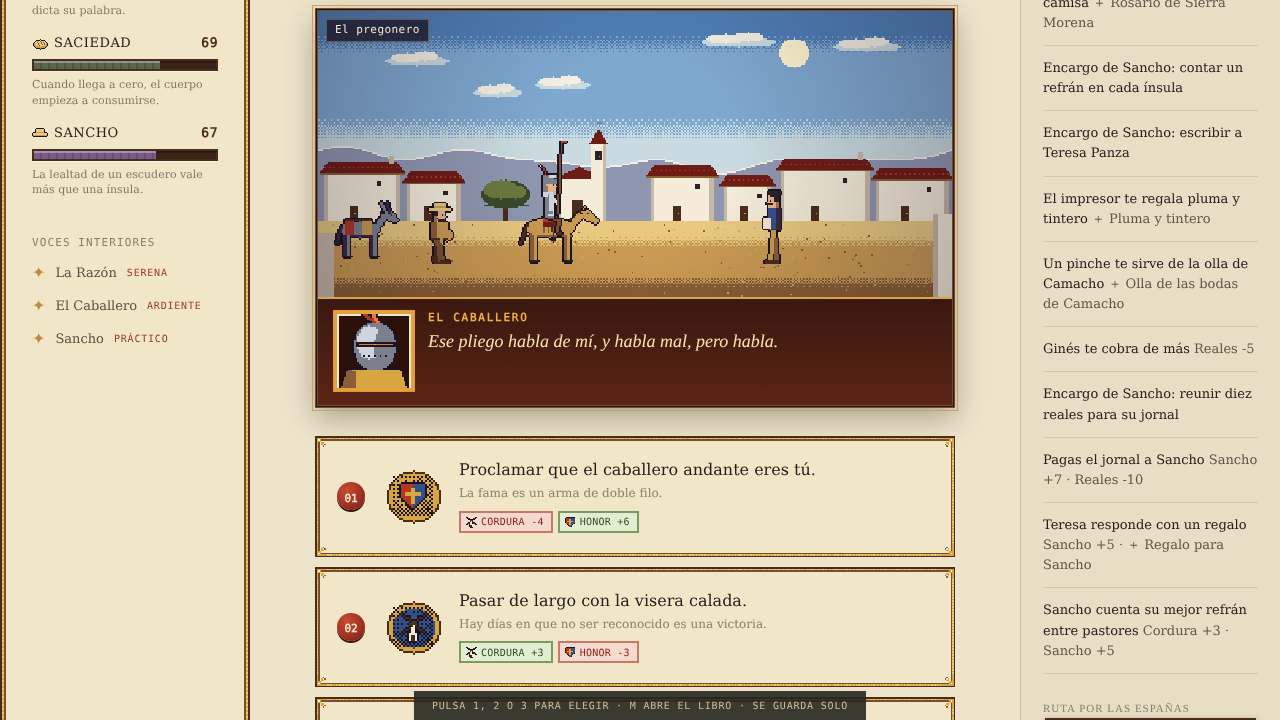 dicta su palabra.
SACIEDAD 69
Cuando llega a cero, el cuerpo
empieza a consumirse.
SANCHO 67
La lealtad de un escudero vale
más que una ínsula.
VOCES INTERIORES
La Razón SERENA
El Caballero ARDIENTE
Sancho PRÁCTICO
El pregonero
EL CABALLERO
Ese pliego habla de mí, y habla mal, pero habla.
01
Proclamar que el caballero andante eres tú.
La fama es un arma de doble filo.
CORDURA -4 HONOR +6
02
Pasar de largo con la visera calada.
Hay días en que no ser reconocido es una victoria.
CORDURA +3 HONOR -3
PULSA 1, 2 O 3 PARA ELEGIR · M ABRE EL LIBRO · SE GUARDA SOLO
camisa + Rosario de Sierra
Morena
Encargo de Sancho: contar un
refrán en cada ínsula
Encargo de Sancho: escribir a
Teresa Panza
El impresor te regala pluma y
tintero + Pluma y tintero
Un pinche te sirve de la olla de
Camacho + Olla de las bodas
de Camacho
Ginés te cobra de más Reales -5
Encargo de Sancho: reunir diez
reales para su jornal
Pagas el jornal a Sancho Sancho
+7 · Reales -10
Teresa responde con un regalo
Sancho +5 · + Regalo para
Sancho
Sancho cuenta su mejor refrán
entre pastores Cordura +3 ·
Sancho +5
RUTA POR LAS ESPAÑAS